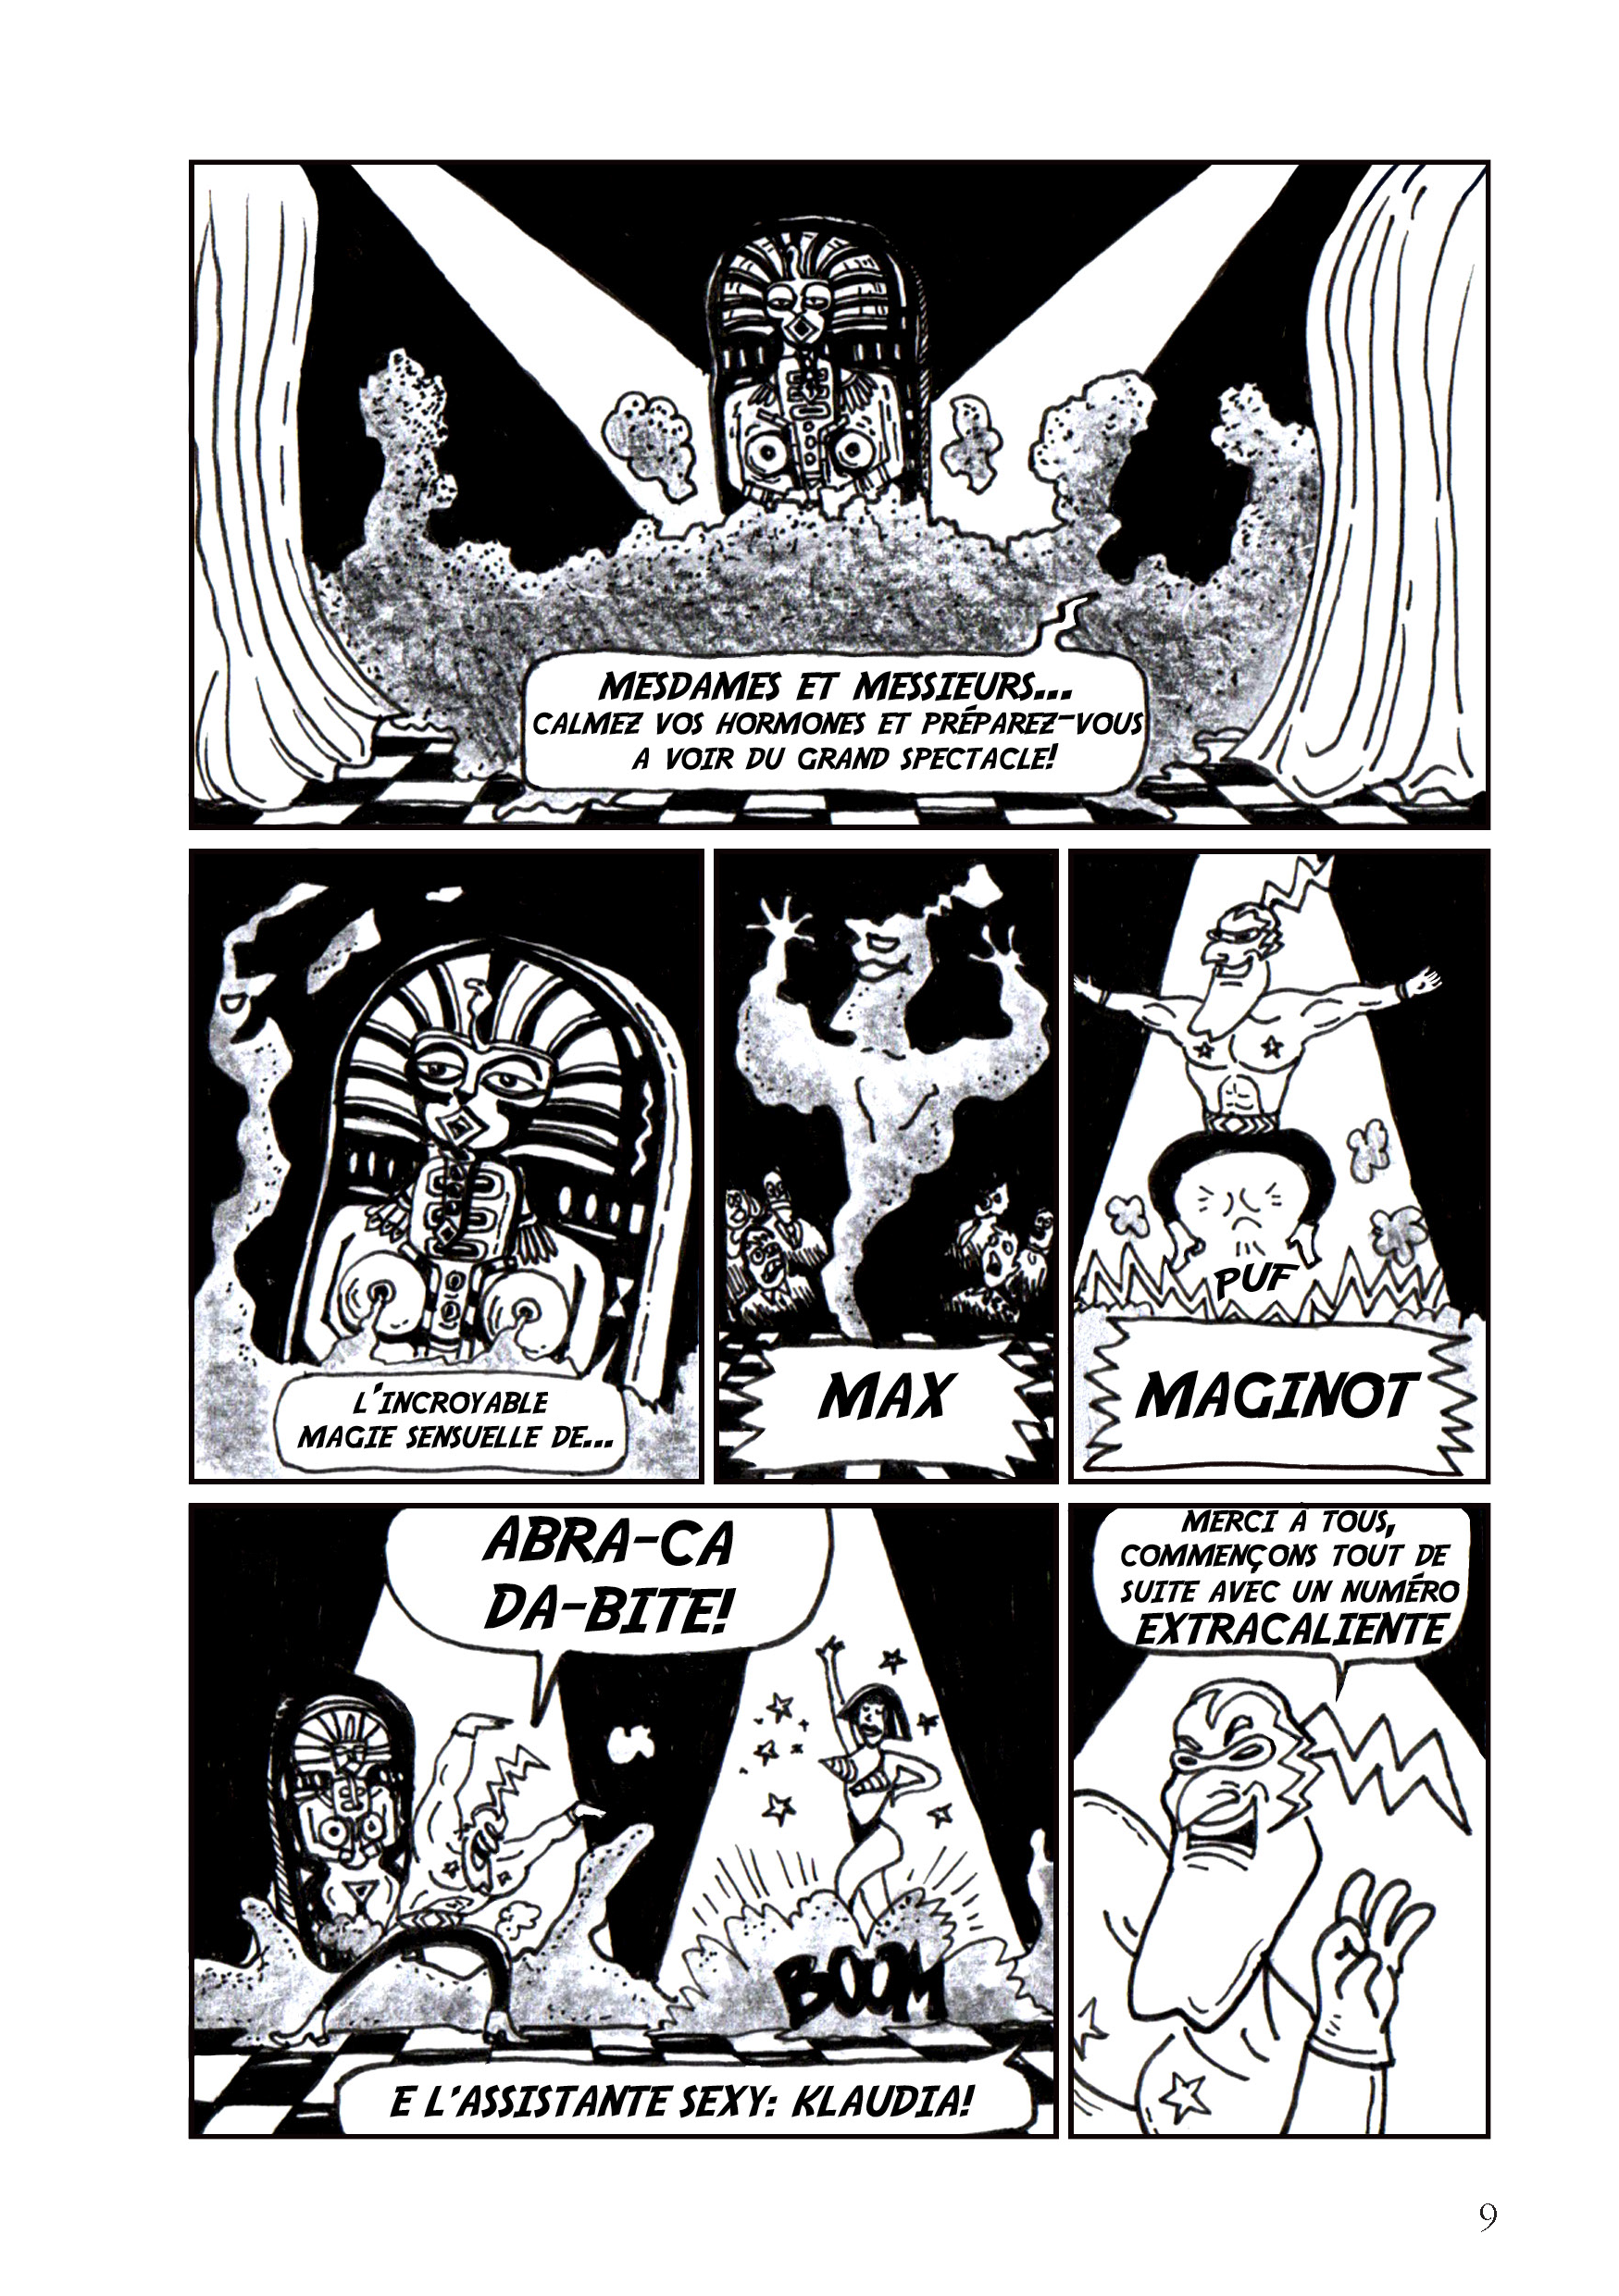 MESDAMES ET MESSIEURS...
CALMEZ VOS HORMONES ET PRÉPAREZ-VOUS
A VOIR DU GRAND SPECTACLE!
L'INCROYABLE
MAGIE SENSUELLE DE...
MAX
PUF
MAGINOT
ABRA-CA
DA-BITE!
BOOM
E L'ASSISTANTE SEXY: KLAUDIA!
MERCI À TOUS,
COMMENÇONS TOUT DE
SUITE AVEC UN NUMÉRO
EXTRACALIENTE
9